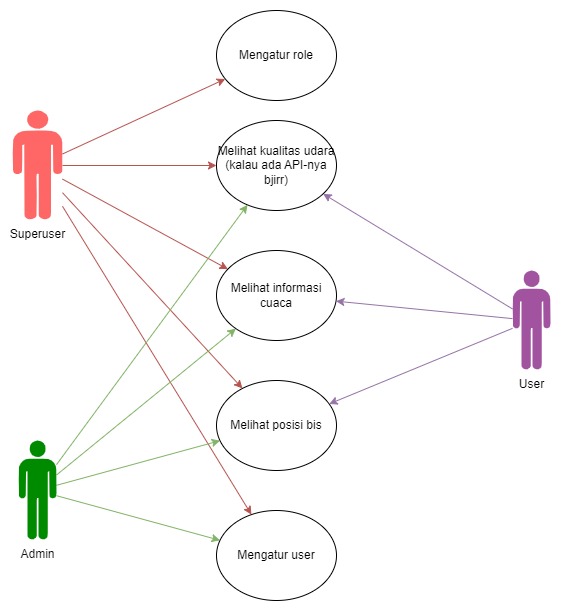 Mengatur role
Melihat kualitas udara
(kalau ada API-nya
bjirr)
Superuser
Melihat informasi
cuaca
User
Melihat posisi bis
Admin
Mengatur user